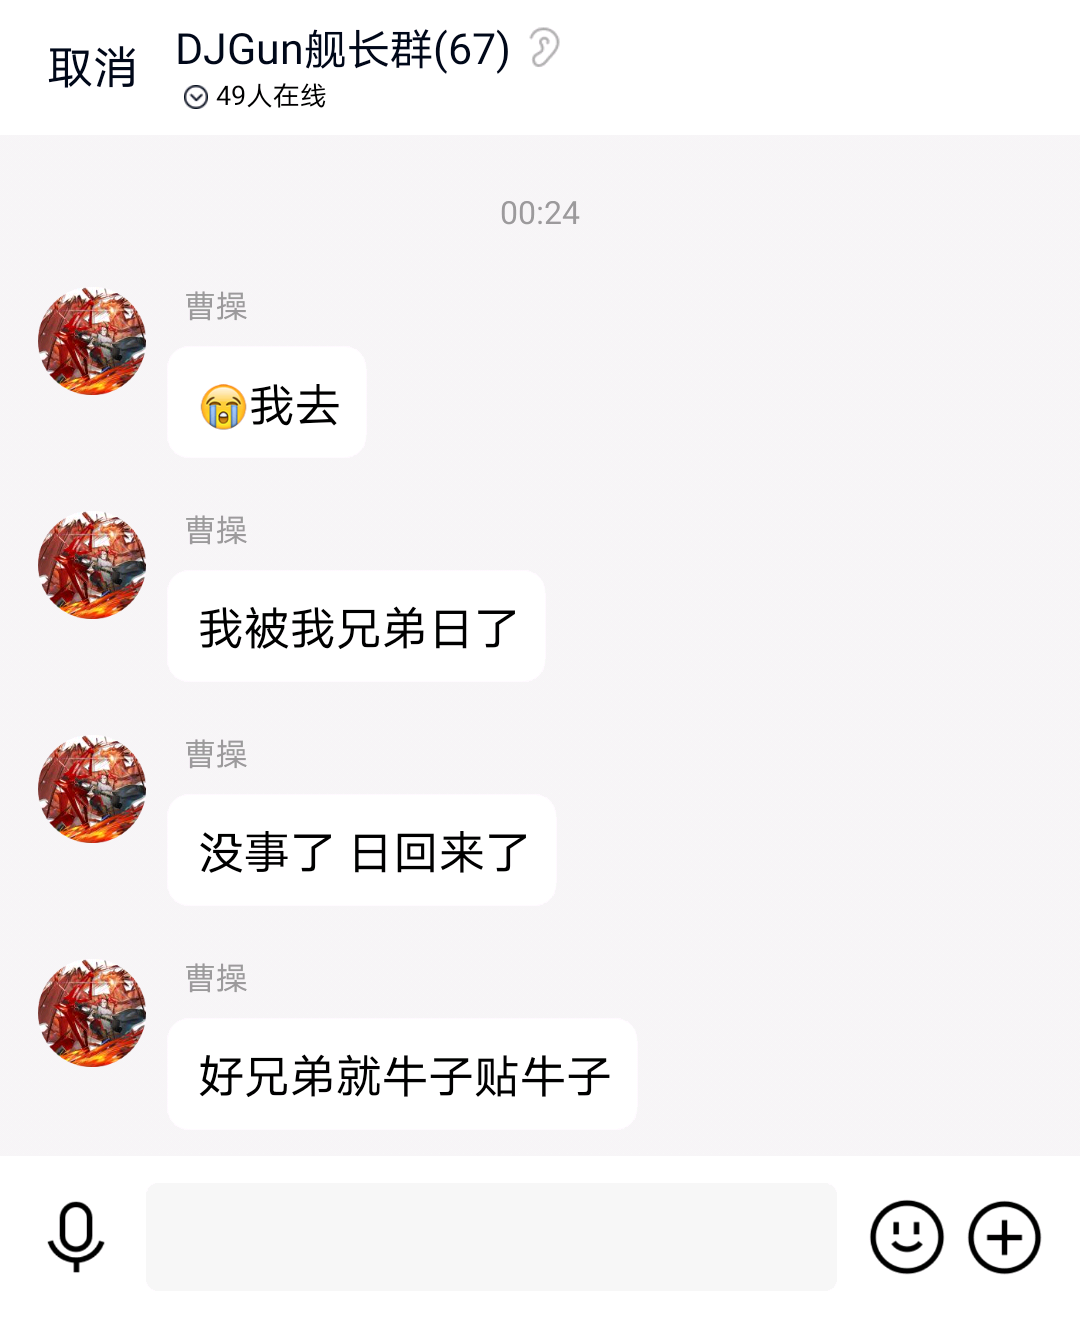 取消
DJGun舰长群(67)
49人在线
00:24
曹操
😭我去
曹操
我被我兄弟日了
曹操
没事了 日回来了
曹操
好兄弟就牛子贴牛子